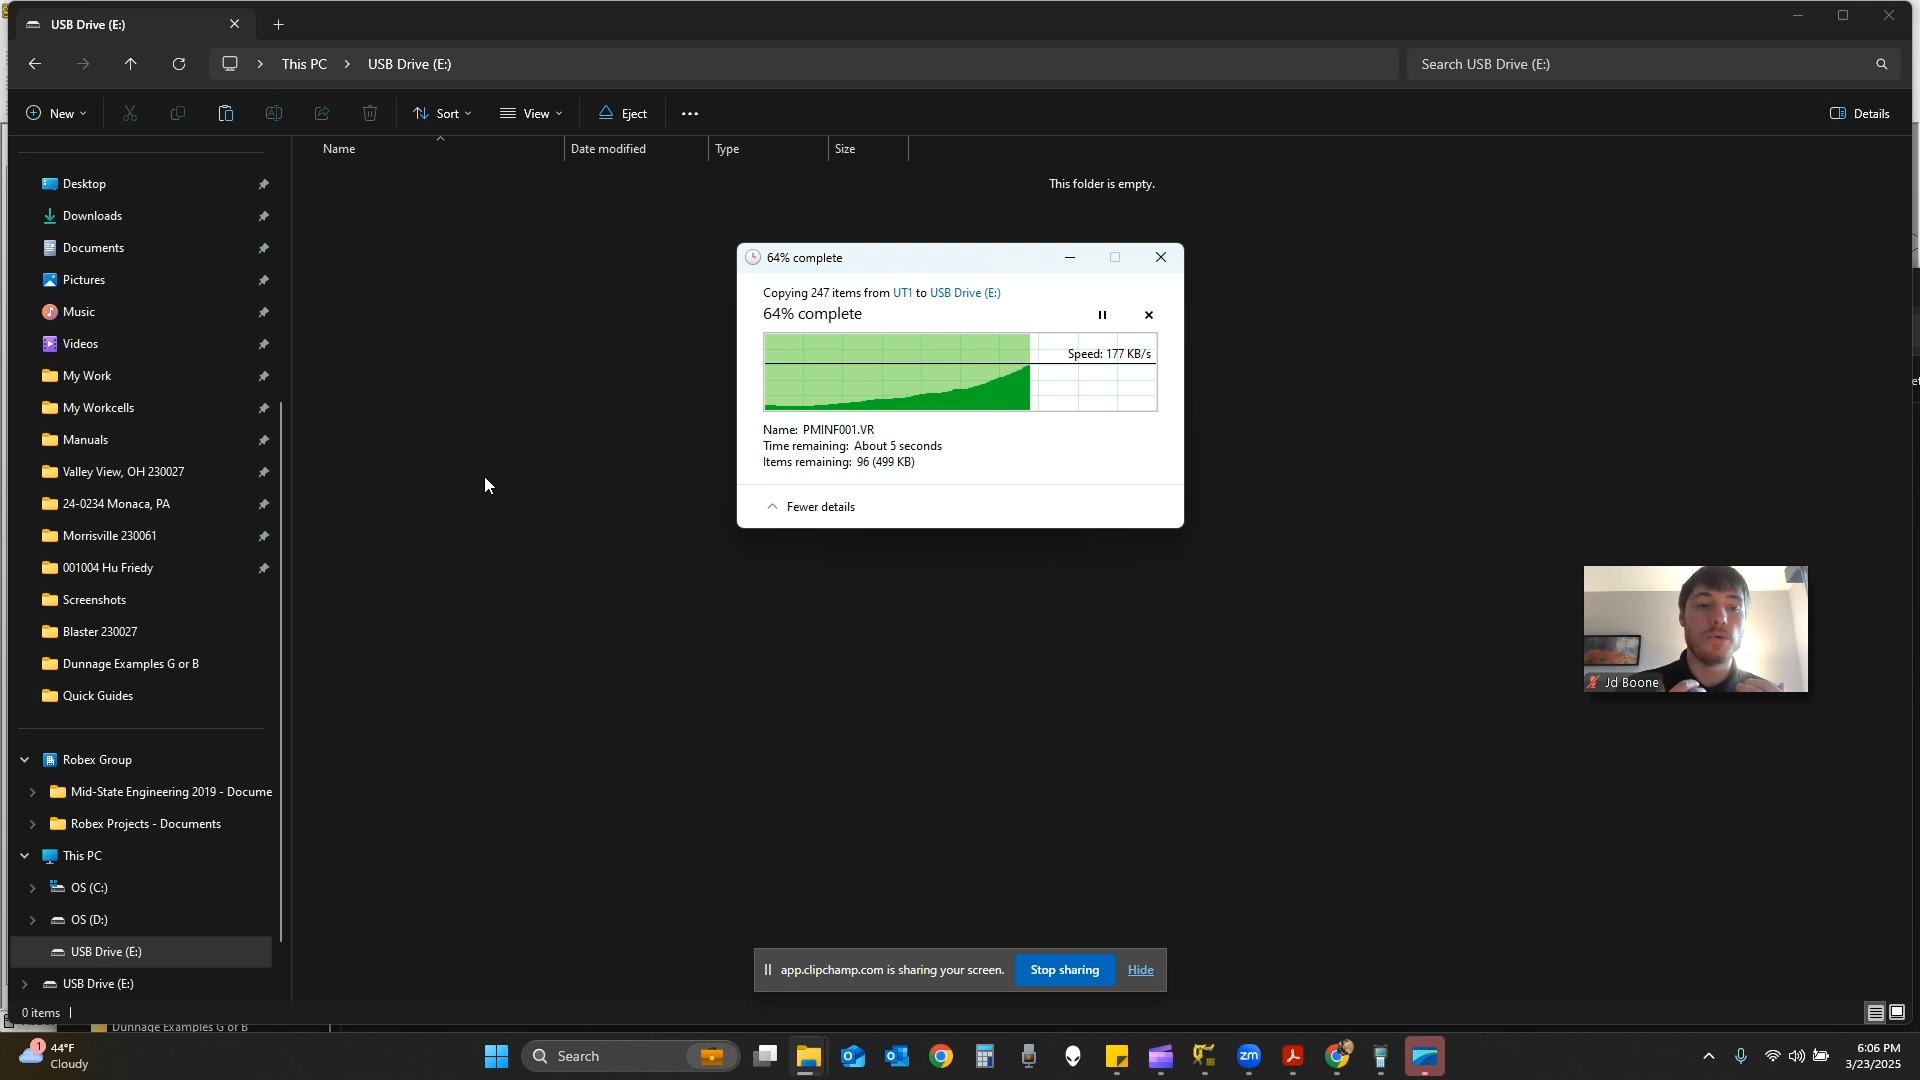 USB Drive (E:)
This PC > USB Drive (E:)
Search USB Drive (E:)
New
Sort
View
Eject
Details
Name
Date modified
Type
Size
This folder is empty.
Desktop
Downloads
Documents
Pictures
Music
Videos
My Work
My Workcells
Manuals
Valley View, OH 230027
24-0234 Monaca, PA
Morrisville 230061
001004 Hu Friedy
Screenshots
Blaster 230027
Dunnage Examples G or B
Quick Guides
Robex Group
Mid-State Engineering 2019 - Docume
Robex Projects - Documents
This PC
OS (C:)
OS (D:)
USB Drive (E:)
USB Drive (E:)
0 items
64% complete
Copying 247 items from UT1 to USB Drive (E:)
64% complete
Speed: 177 KB/s
Name: PMINF001.VR
Time remaining: About 5 seconds
Items remaining: 96 (499 KB)
Fewer details
Jd Boone
app.clipchamp.com is sharing your screen.
Stop sharing
Hide
Dunnage Examples G or B
1
44°F
Cloudy
Search
zm
6:06 PM
3/23/2025